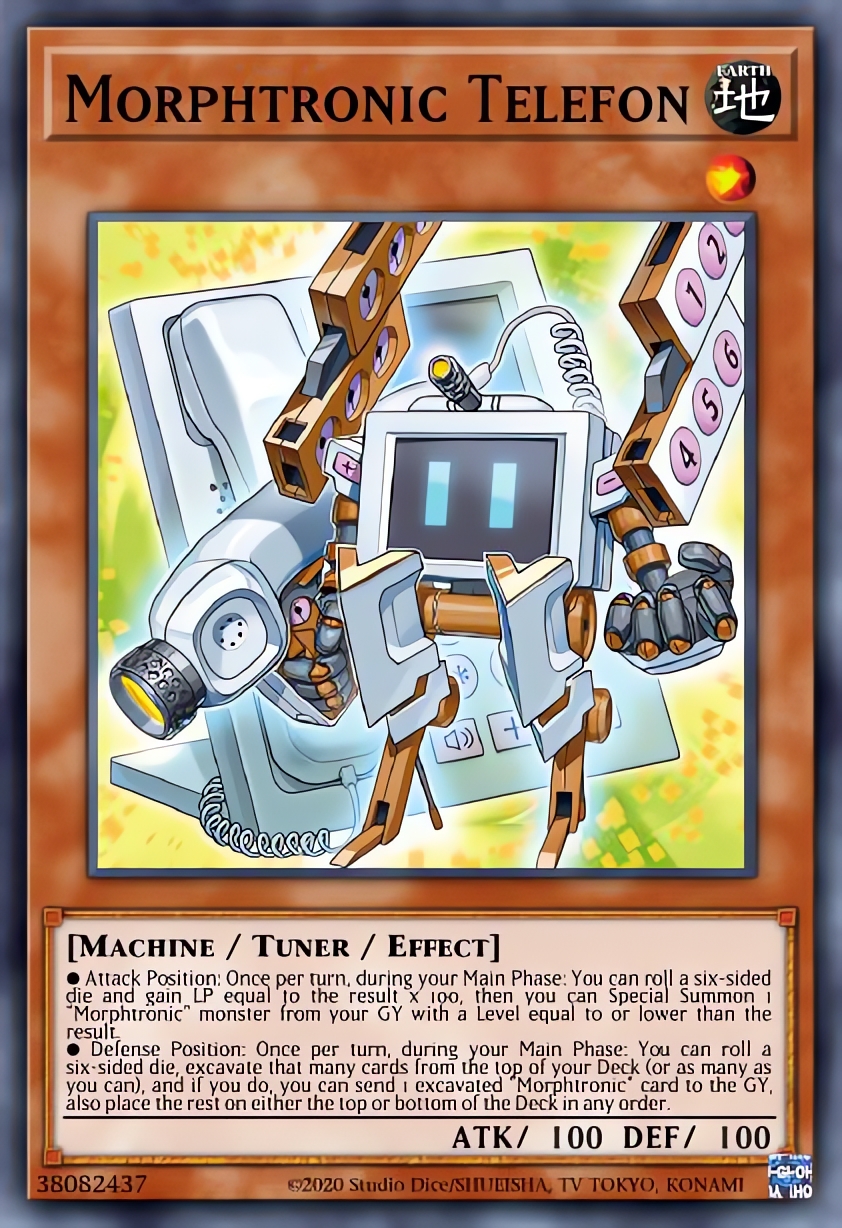 MORPHTRONIC TELEFON
EARTH
地
1 2
4 5 6
+
-
*
+
[MACHINE / TUNER / EFFECT]
● Attack Position: Once per turn, during your Main Phase: You can roll a six-sided
die and gain LP equal to the result x 100, then you can Special Summon 1
"Morphtronic" monster from your GY with a Level equal to or lower than the
result.
● Defense Position: Once per turn, during your Main Phase: You can roll a
six-sided die, excavate that many cards from the top of your Deck (or as many as
you can), and if you do, you can send 1 excavated "Morphtronic" card to the GY,
also place the rest on either the top or bottom of the Deck in any order.
ATK/ 100 DEF/ 100
38082437
©2020 Studio Dice/SHUEISHA, TV TOKYO, KONAMI